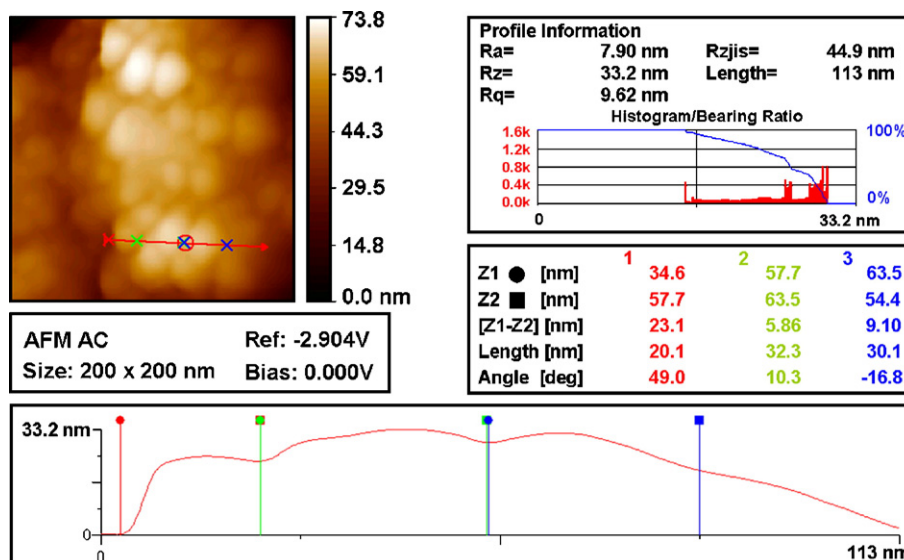 73.8
59.1
44.3
29.5
14.8
0.0 nm
AFM AC Ref: -2.904V
Size: 200 x 200 nm Bias: 0.000V
Profile Information
Ra= 7.90 nm Rzjis= 44.9 nm
Rz= 33.2 nm Length= 113 nm
Rq= 9.62 nm
Histogram/Bearing Ratio
1.6k 100%
1.2k
0.8k
0.4k
0.0k 0%
0 33.2 nm
1 2 3
Z1 [nm] 34.6 57.7 63.5
Z2 [nm] 57.7 63.5 54.4
[Z1-Z2] [nm] 23.1 5.86 9.10
Length [nm] 20.1 32.3 30.1
Angle [deg] 49.0 10.3 -16.8
33.2 nm
0
0 113 nm